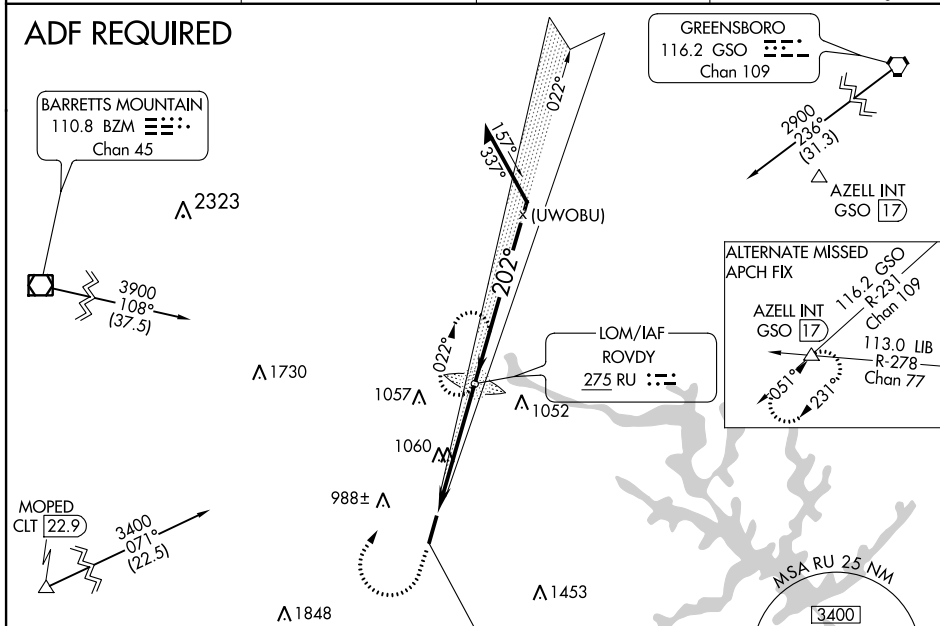 ADF REQUIRED
GREENSBORO
116.2 GSO
Chan 109
022°
BARRETTS MOUNTAIN
110.8 BZM
Chan 45
157°
337°
2900
236°
(31.3)
AZELL INT
GSO 17
2323
(UWOBU)
202°
ALTERNATE MISSED
APCH FIX
116.2 GSO
R-231
Chan 109
AZELL INT
GSO 17
113.0 LIB
R-278
Chan 77
051°
231°
3900
108°
(37.5)
LOM/IAF
ROVDY
275 RU
022°
1730
1057
1052
1060
988±
MOPED
CLT 22.9
3400
071°
(22.5)
1453
1848
MSA RU 25 NM
3400